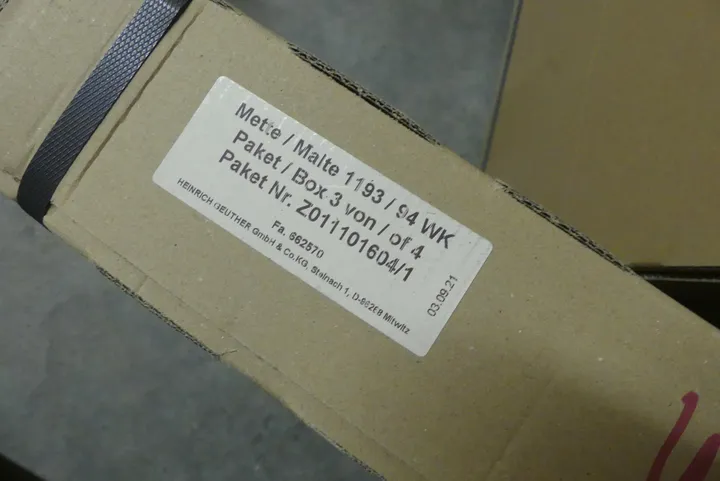 Mette / Malte 1193 / 94 WK
Paket / Box 3 von / of 4
Paket Nr. Z011101604/1
Fa. 662570
03.09.21
HEINRICH GEUTHER GmbH & Co.KG, Steinach 1, D-96268 Mitwitz